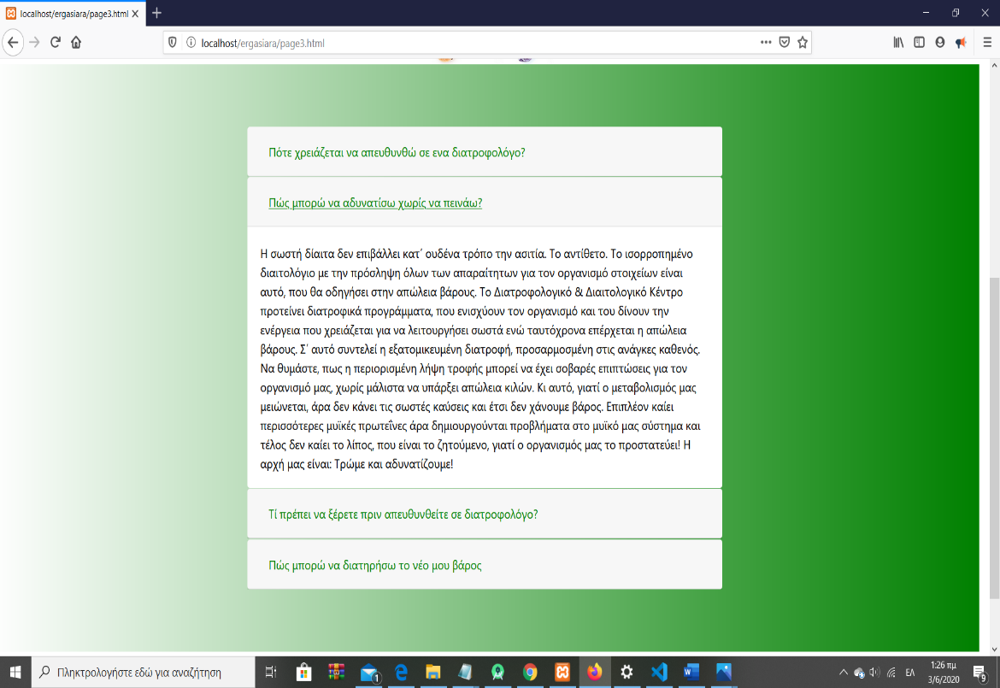 localhost/ergasiara/page3.html
localhost/ergasiara/page3.html
Πότε χρειάζεται να απευθυνθώ σε ενα διατροφολόγο?
Πώς μπορώ να αδυνατίσω χωρίς να πεινάω?
Η σωστή δίαιτα δεν επιβάλλει κατ΄ ουδένα τρόπο την ασιτία. Το αντίθετο. Το ισορροπημένο
διαιτολόγιο με την πρόσληψη όλων των απαραίτητων για τον οργανισμό στοιχείων είναι
αυτό, που θα οδηγήσει στην απώλεια βάρους. Το Διατροφολογικό & Διαιτολογικό Κέντρο
προτείνει διατροφικά προγράμματα, που ενισχύουν τον οργανισμό και του δίνουν την
ενέργεια που χρειάζεται για να λειτουργήσει σωστά ενώ ταυτόχρονα επέρχεται η απώλεια
βάρους. Σ΄ αυτό συντελεί η εξατομικευμένη διατροφή, προσαρμοσμένη στις ανάγκες καθενός.
Να θυμάστε, πως η περιορισμένη λήψη τροφής μπορεί να έχει σοβαρές επιπτώσεις για τον
οργανισμό μας, χωρίς μάλιστα να υπάρξει απώλεια κιλών. Κι αυτό, γιατί ο μεταβολισμός μας
μειώνεται, άρα δεν κάνει τις σωστές καύσεις και έτσι δεν χάνουμε βάρος. Επιπλέον καίει
περισσότερες μυϊκές πρωτεΐνες άρα δημιουργούνται προβλήματα στο μυϊκό μας σύστημα και
τέλος δεν καίει το λίπος, που είναι το ζητούμενο, γιατί ο οργανισμός μας το προστατεύει! Η
αρχή μας είναι: Τρώμε και αδυνατίζουμε!
Τί πρέπει να ξέρετε πριν απευθυνθείτε σε διατροφολόγο?
Πώς μπορώ να διατηρήσω το νέο μου βάρος
Πληκτρολογήστε εδώ για αναζήτηση
1
ΕΛ
1:26 πμ
3/6/2020
9